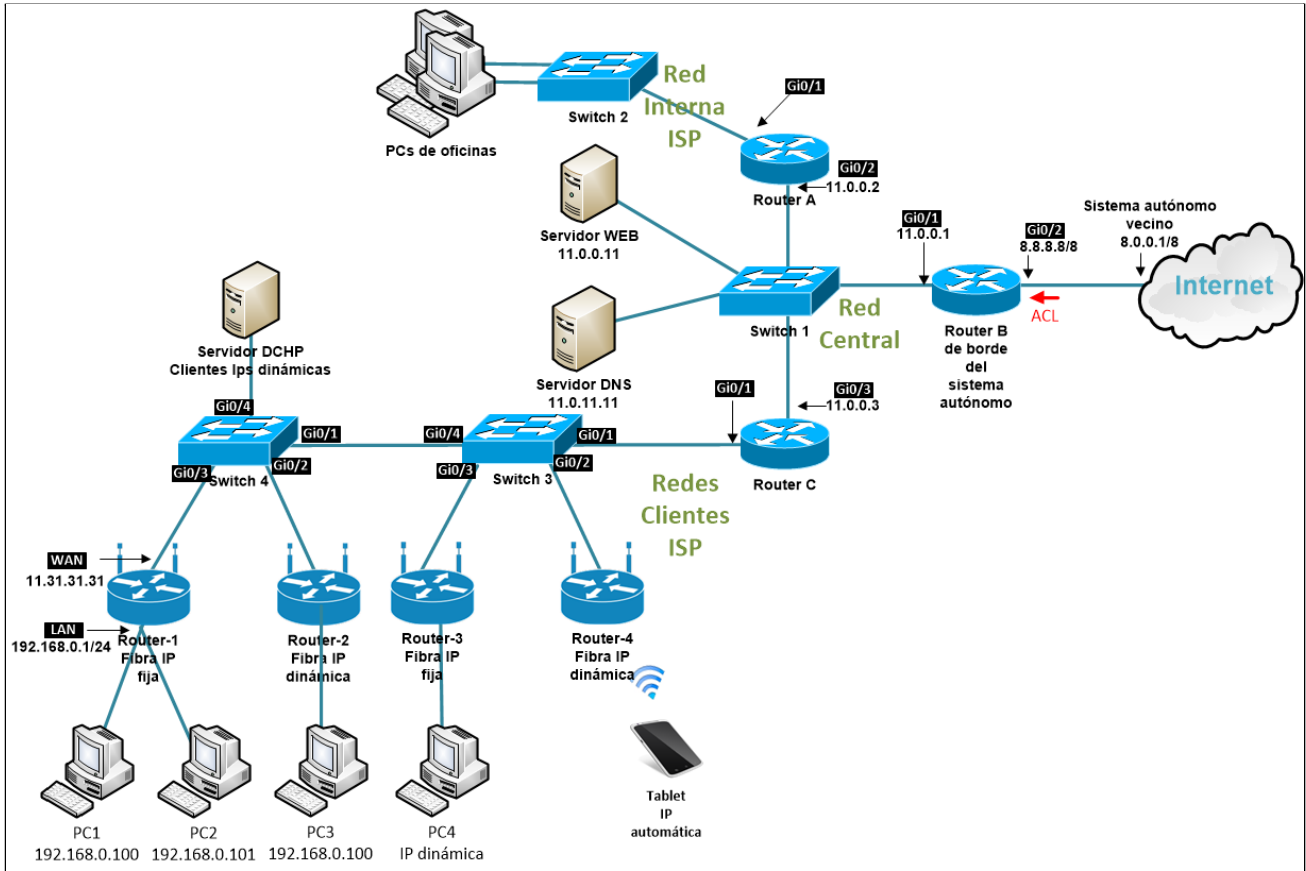 Gi0/1
Red
Interna
ISP
Switch 2
PCs de oficinas
Gi0/2
11.0.0.2
Router A
Sistema autónomo
vecino
8.0.0.1/8
Gi0/1
11.0.0.1
Gi0/2
8.8.8.8/8
Servidor WEB
11.0.0.11
Internet
ACL
Switch 1
Red
Central
Router B
de borde
del
sistema
autónomo
Servidor DCHP
Clientes Ips dinámicas
Servidor DNS
11.0.11.11
Gi0/1
Gi0/3
11.0.0.3
Gi0/4
Gi0/1
Gi0/4
Gi0/1
Gi0/3
Gi0/2
Switch 4
Gi0/3
Gi0/2
Switch 3
Router C
Redes
Clientes
ISP
WAN
11.31.31.31
LAN
192.168.0.1/24
Router-1
Fibra IP
fija
Router-2
Fibra IP
dinámica
Router-3
Fibra IP
fija
Router-4
Fibra IP
dinámica
PC1
192.168.0.100
PC2
192.168.0.101
PC3
192.168.0.100
PC4
IP dinámica
Tablet
IP
automática